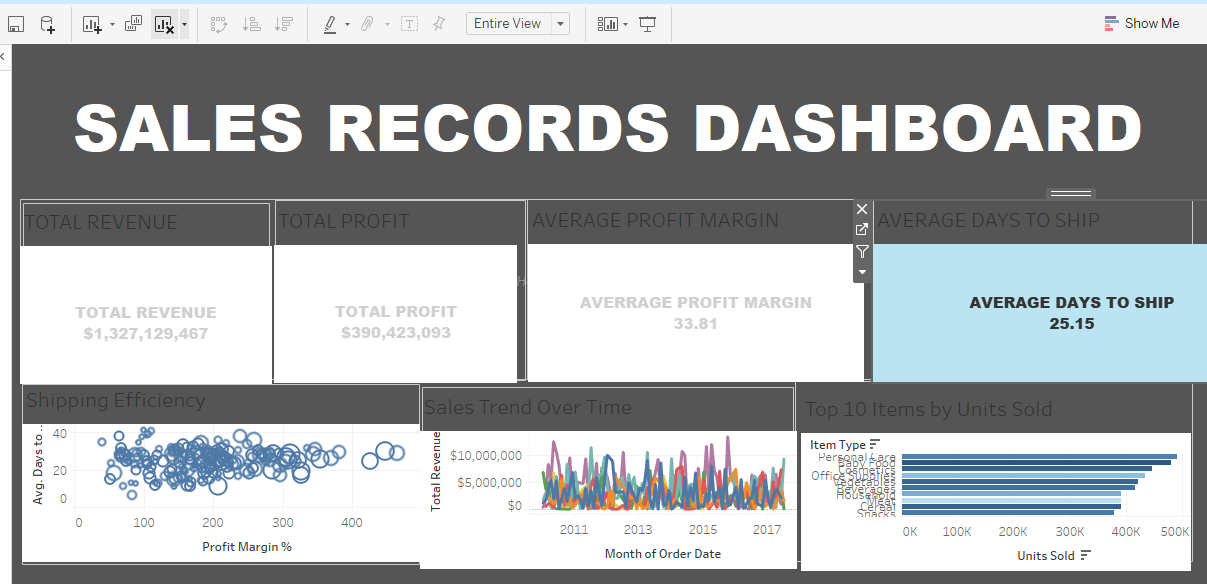 Entire View
Show Me
SALES RECORDS DASHBOARD
TOTAL REVENUE
TOTAL PROFIT
AVERAGE PROFIT MARGIN
AVERAGE DAYS TO SHIP
TOTAL REVENUE
$1,327,129,467
TOTAL PROFIT
$390,423,093
AVERRAGE PROFIT MARGIN
33.81
AVERAGE DAYS TO SHIP
25.15
Shipping Efficiency
Avg. Days to ..
40
20
0
0
100
200
300
400
Profit Margin %
Sales Trend Over Time
Total Revenue
$10,000,000
$5,000,000
$0
2011
2013
2015
2017
Month of Order Date
Top 10 Items by Units Sold
Item Type
Personal Care
Baby Food
Cosmetics
Office Supplies
Vegetables
Beverages
Household
Meat
Cereal
Snacks
0K
100K
200K
300K
400K
500K
Units Sold